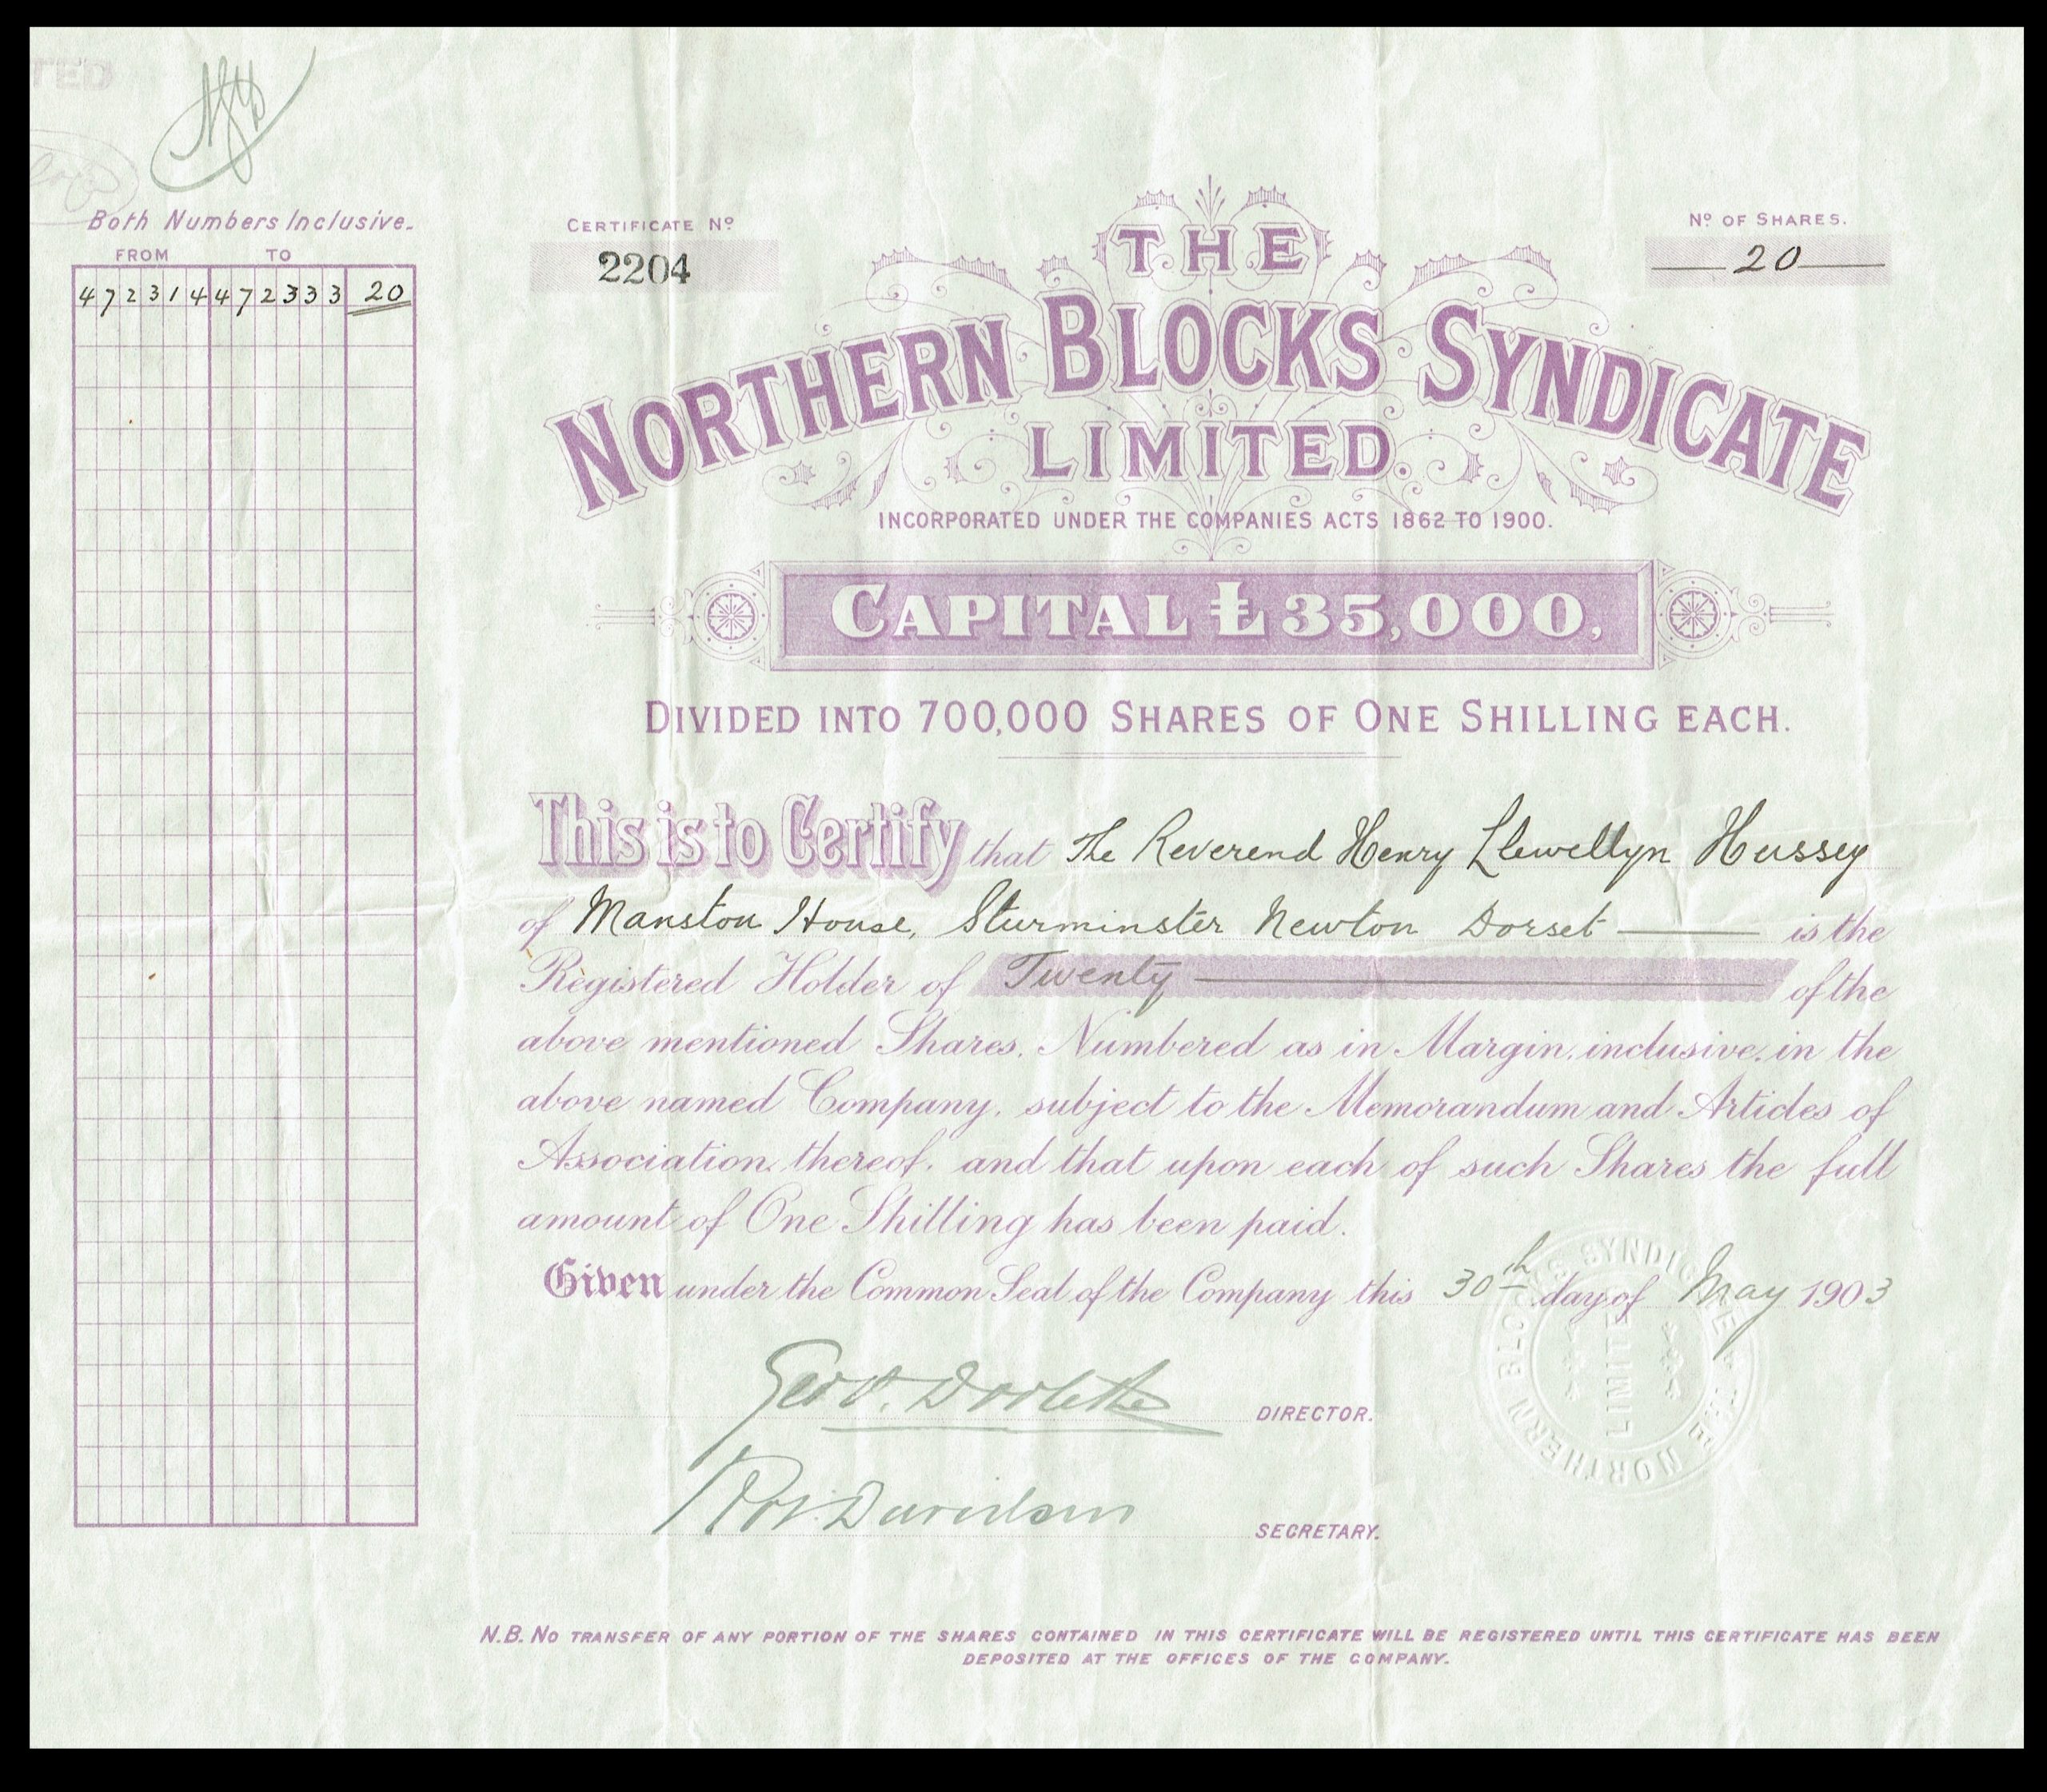 TED
Both Numbers Inclusive.
FROM TO
472314 472333 20
CERTIFICATE Nº
2204
Nº OF SHARES.
20
THE
NORTHERN BLOCKS SYNDICATE
LIMITED.
INCORPORATED UNDER THE COMPANIES ACTS 1862 TO 1900.
CAPITAL £35,000,
DIVIDED INTO 700,000 SHARES OF ONE SHILLING EACH.
This is to Certify that The Reverend Henry Llewellyn Hussey
of Manston House, Sturminster Newton Dorset is the
Registered Holder of Twenty of the
above mentioned Shares, Numbered as in Margin, inclusive, in the
above named Company, subject to the Memorandum and Articles of
Association thereof, and that upon each of such Shares the full
amount of One Shilling has been paid.
Given under the Common Seal of the Company this 30th day of May 1903
DIRECTOR.
Davidson
SECRETARY.
THE NORTHERN BLOCKS SYNDICATE
LIMITED
N.B. NO TRANSFER OF ANY PORTION OF THE SHARES CONTAINED IN THIS CERTIFICATE WILL BE REGISTERED UNTIL THIS CERTIFICATE HAS BEEN
DEPOSITED AT THE OFFICES OF THE COMPANY.